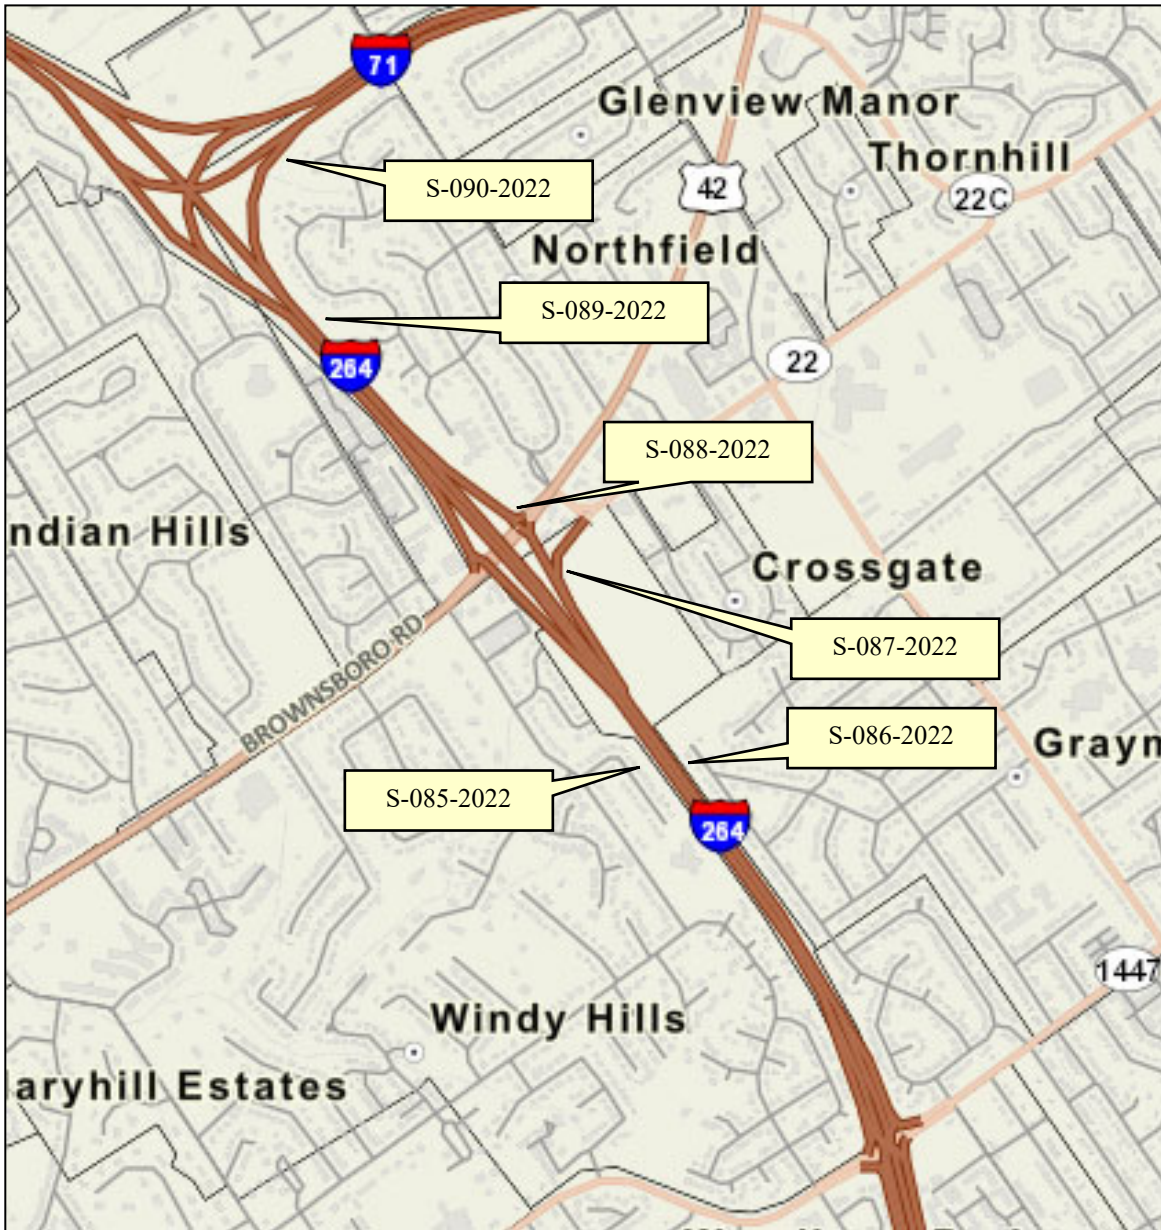 71
Glenview Manor
Thornhill
S-090-2022
42
22C
Northfield
S-089-2022
22
264
S-088-2022
ndian Hills
Crossgate
S-087-2022
BROWNSBORO RD
S-086-2022
Grayn
S-085-2022
264
1447
Windy Hills
aryhill Estates